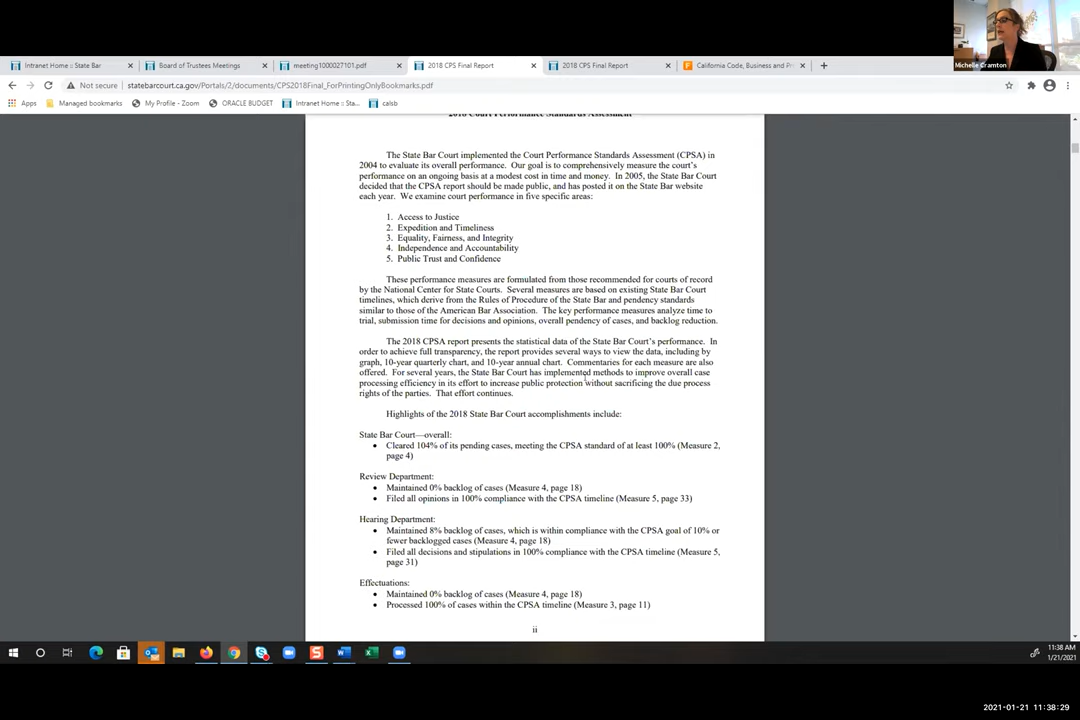 Michelle Cramton
Intranet Home :: State Bar
Board of Trustees Meetings
meeting1000027101.pdf
2018 CPS Final Report
2018 CPS Final Report
California Code, Business and Pr
Not secure
statebarcourt.ca.gov/Portals/2/documents/CPS2018Final_ForPrintingOnlyBookmarks.pdf
Apps
Managed bookmarks
My Profile - Zoom
ORACLE BUDGET
Intranet Home :: Sta...
calsb
2018 Court Performance Standards Assessment
The State Bar Court implemented the Court Performance Standards Assessment (CPSA) in
2004 to evaluate its overall performance. Our goal is to comprehensively measure the court's
performance on an ongoing basis at a modest cost in time and money. In 2005, the State Bar Court
decided that the CPSA report should be made public, and has posted it on the State Bar website
each year. We examine court performance in five specific areas:
1. Access to Justice
2. Expedition and Timeliness
3. Equality, Fairness, and Integrity
4. Independence and Accountability
5. Public Trust and Confidence
These performance measures are formulated from those recommended for courts of record
by the National Center for State Courts. Several measures are based on existing State Bar Court
timelines, which derive from the Rules of Procedure of the State Bar and pendency standards
similar to those of the American Bar Association. The key performance measures analyze time to
trial, submission time for decisions and opinions, overall pendency of cases, and backlog reduction.
The 2018 CPSA report presents the statistical data of the State Bar Court's performance. In
order to achieve full transparency, the report provides several ways to view the data, including by
graph, 10-year quarterly chart, and 10-year annual chart. Commentaries for each measure are also
offered. For several years, the State Bar Court has implemented methods to improve overall case
processing efficiency in its effort to increase public protection without sacrificing the due process
rights of the parties. That effort continues.
Highlights of the 2018 State Bar Court accomplishments include:
State Bar Court—overall:
• Cleared 104% of its pending cases, meeting the CPSA standard of at least 100% (Measure 2,
page 4)
Review Department:
• Maintained 0% backlog of cases (Measure 4, page 18)
• Filed all opinions in 100% compliance with the CPSA timeline (Measure 5, page 33)
Hearing Department:
• Maintained 8% backlog of cases, which is within compliance with the CPSA goal of 10% or
fewer backlogged cases (Measure 4, page 18)
• Filed all decisions and stipulations in 100% compliance with the CPSA timeline (Measure 5,
page 31)
Effectuations:
• Maintained 0% backlog of cases (Measure 4, page 18)
• Processed 100% of cases within the CPSA timeline (Measure 3, page 11)
ii
11:38 AM
1/21/2021
2021-01-21 11:38:29